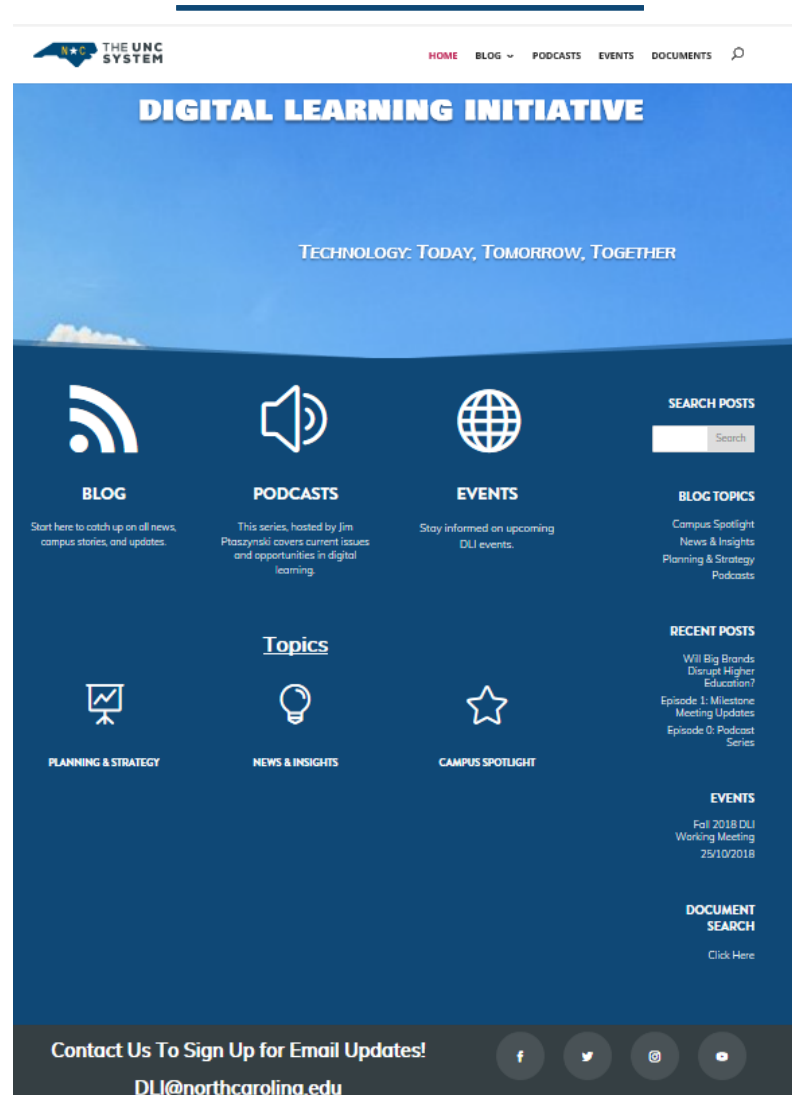 N★C THE UNC
SYSTEM
HOME BLOG PODCASTS EVENTS DOCUMENTS
DIGITAL LEARNING INITIATIVE
Technology: Today, Tomorrow, Together
BLOG
Start here to catch up on all news,
campus stories, and updates.
PODCASTS
This series, hosted by Jim
Ptaszynski covers current issues
and opportunities in digital
learning.
EVENTS
Stay informed on upcoming
DLI events.
Topics
PLANNING & STRATEGY
NEWS & INSIGHTS
CAMPUS SPOTLIGHT
SEARCH POSTS
Search
BLOG TOPICS
Campus Spotlight
News & Insights
Planning & Strategy
Podcasts
RECENT POSTS
Will Big Brands
Disrupt Higher
Education?
Episode 1: Milestone
Meeting Updates
Episode 0: Podcast
Series
EVENTS
Fall 2018 DLI
Working Meeting
25/10/2018
DOCUMENT
SEARCH
Click Here
Contact Us To Sign Up for Email Updates!
DLI@northcarolina.edu